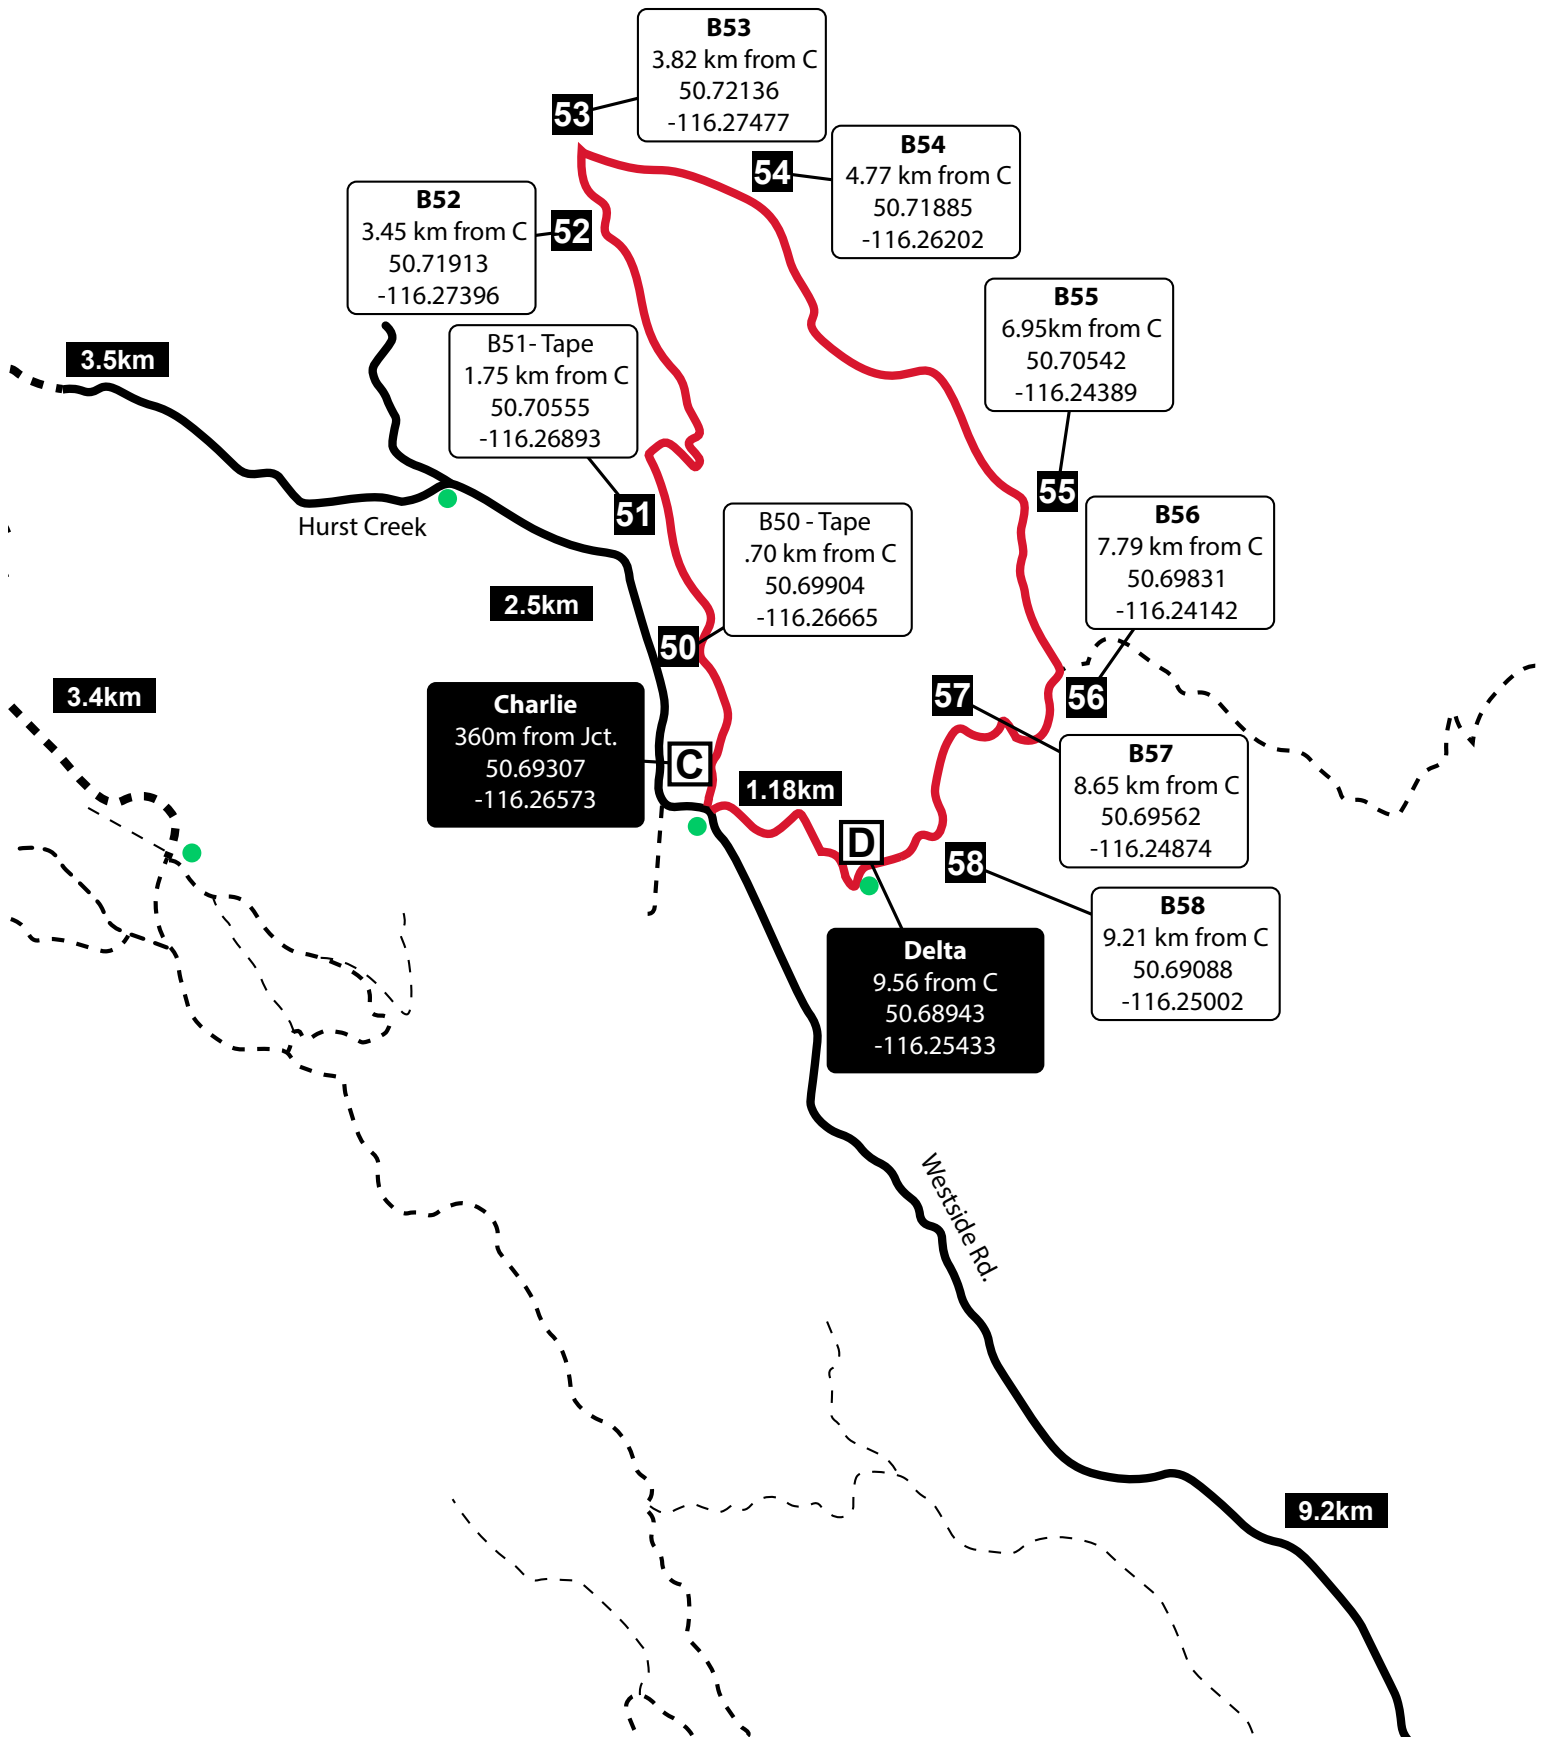 B53
3.82 km from C
50.72136
-116.27477
53
B54
4.77 km from C
50.71885
-116.26202
54
B52
3.45 km from C
50.71913
-116.27396
52
B55
6.95km from C
50.70542
-116.24389
55
B51- Tape
1.75 km from C
50.70555
-116.26893
51
3.5km
Hurst Creek
B50 - Tape
.70 km from C
50.69904
-116.26665
50
B56
7.79 km from C
50.69831
-116.24142
56
2.5km
3.4km
Charlie
360m from Jct.
50.69307
-116.26573
C
57
B57
8.65 km from C
50.69562
-116.24874
1.18km
D
58
B58
9.21 km from C
50.69088
-116.25002
Delta
9.56 from C
50.68943
-116.25433
Westside Rd.
9.2km